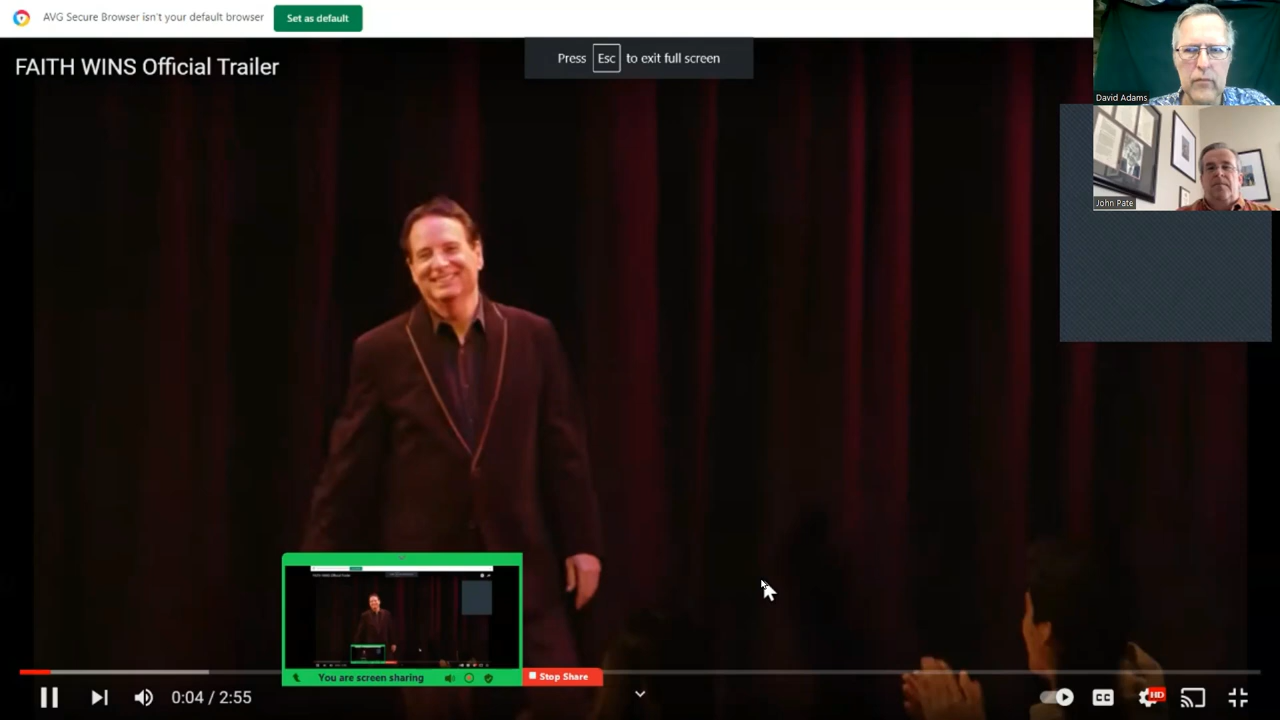 AVG Secure Browser isn't your default browser
Set as default
FAITH WINS Official Trailer
Press Esc to exit full screen
David Adams
John Pate
You are screen sharing
Stop Share
0:04 / 2:55
CC
HD